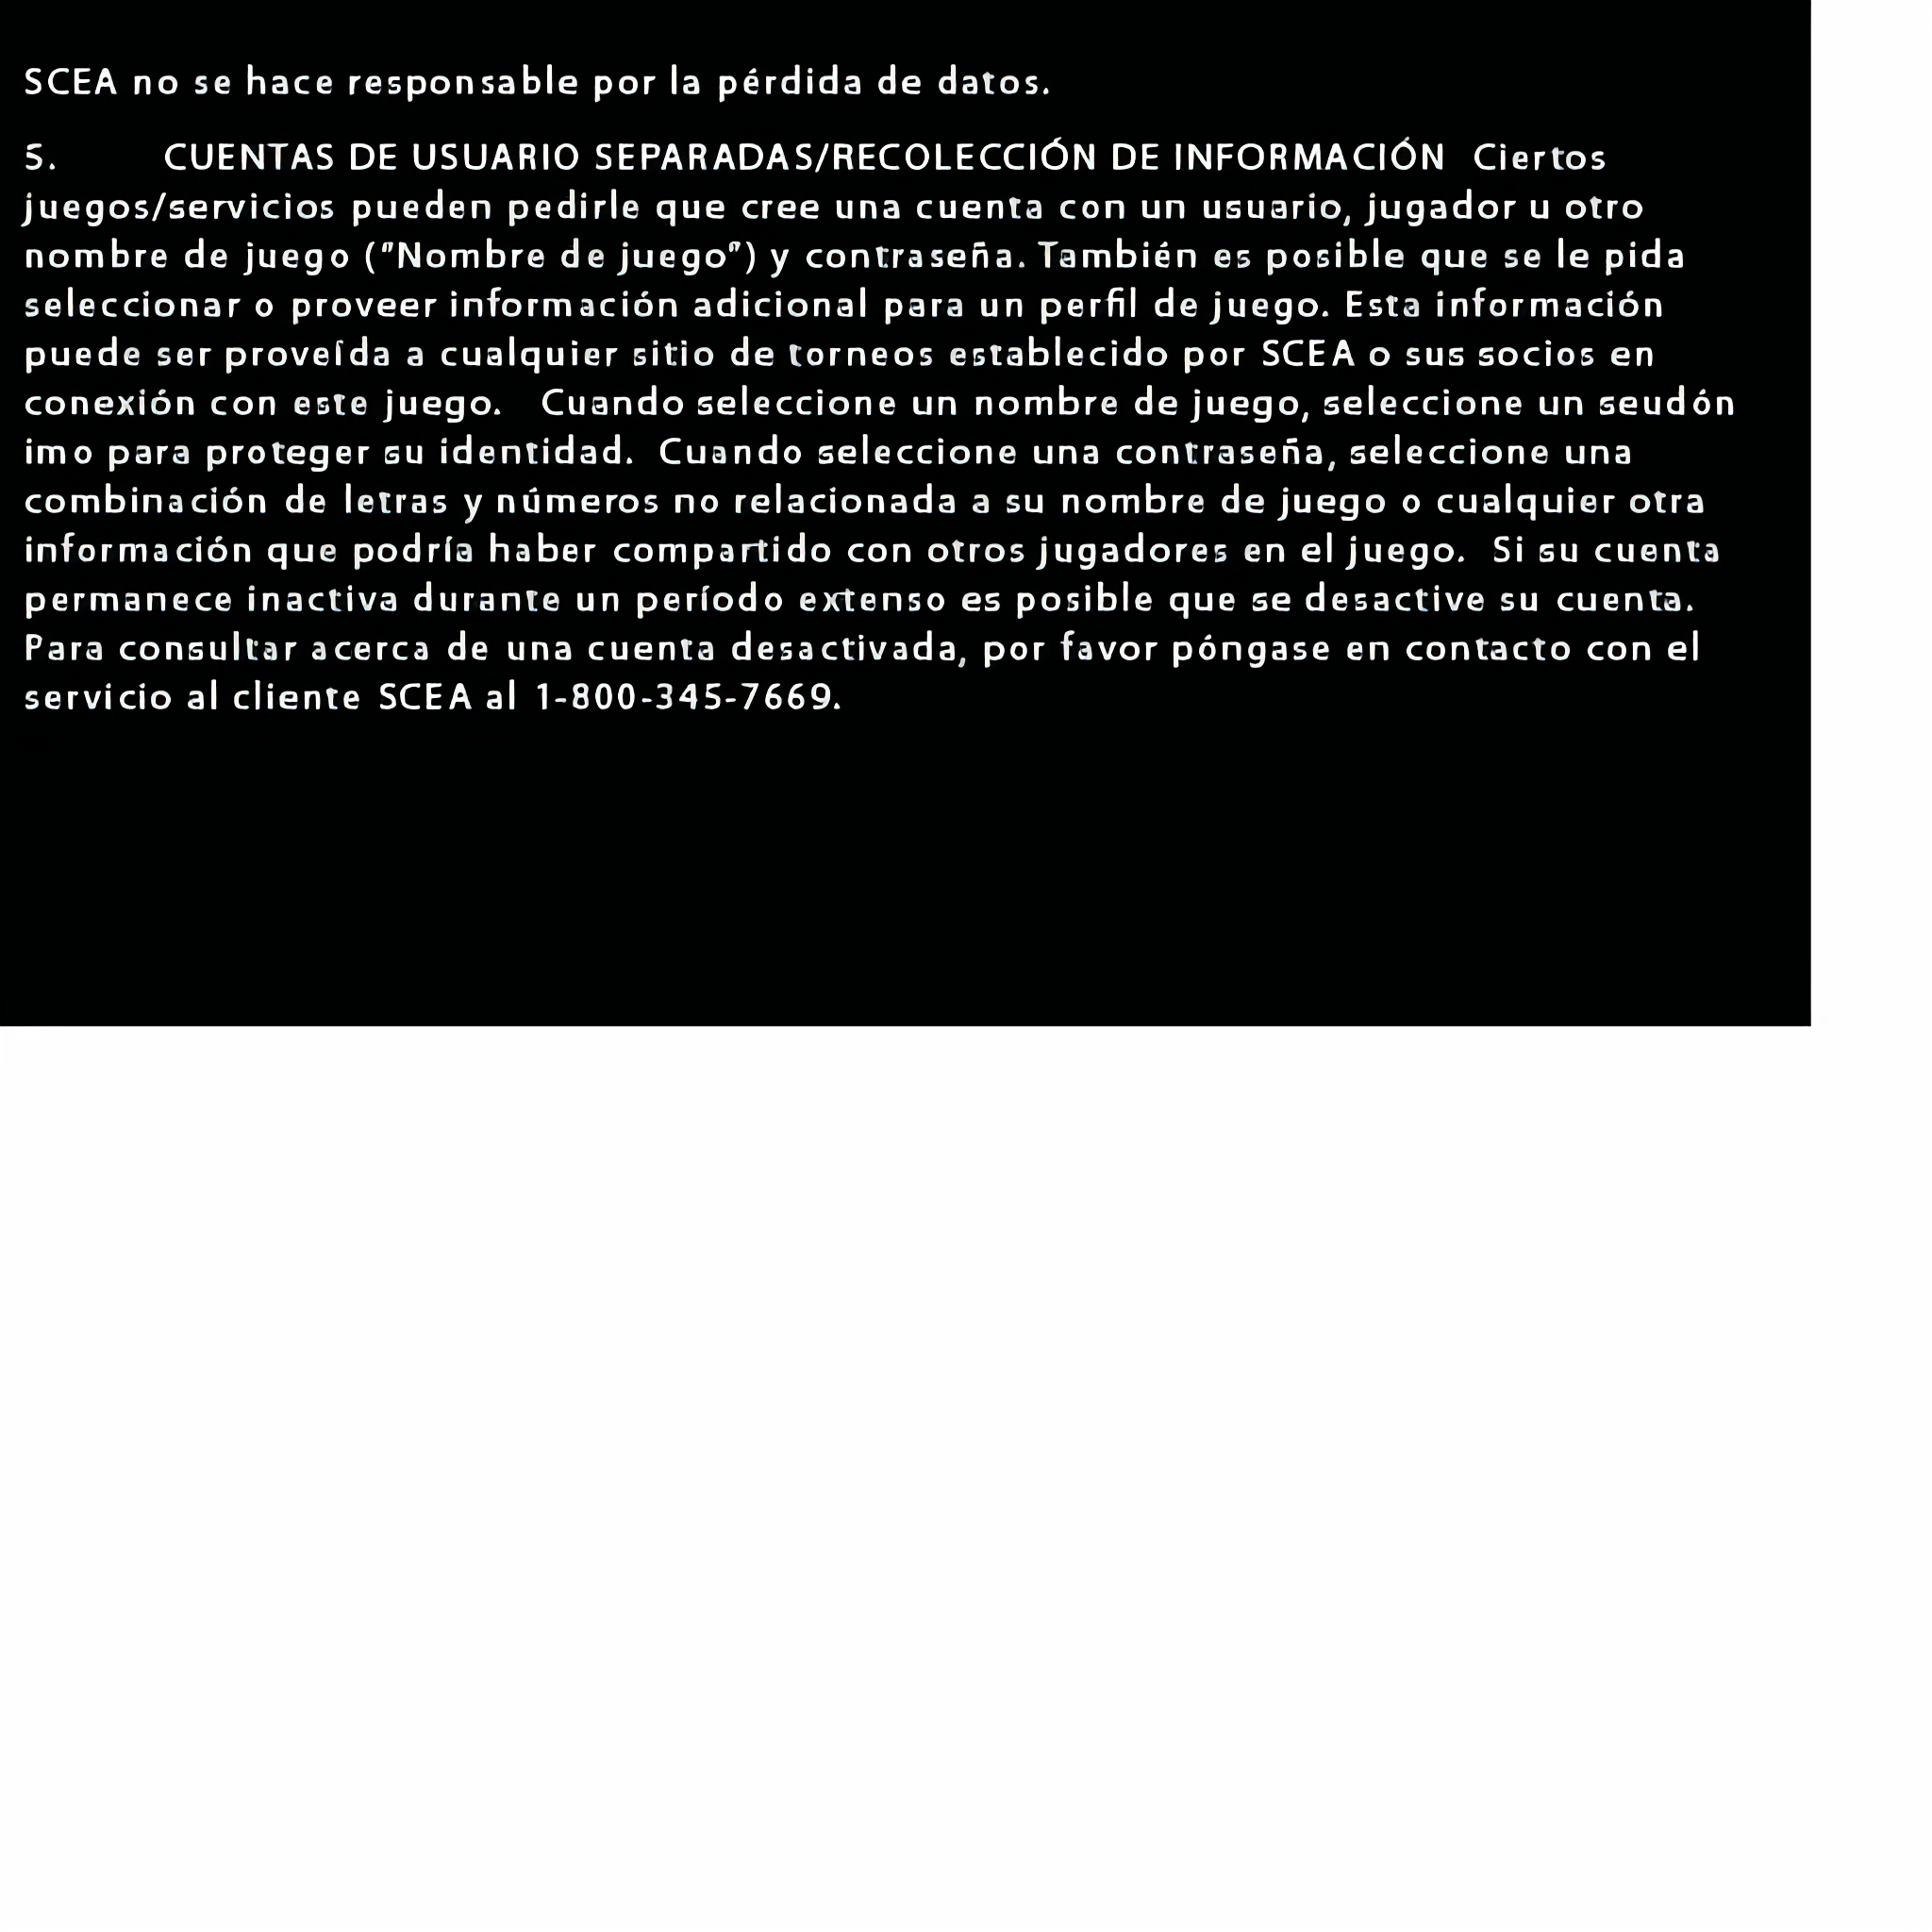 SCEA no se hace responsable por la pérdida de datos.
5. CUENTAS DE USUARIO SEPARADAS/RECOLECCIÓN DE INFORMACIÓN Ciertos
juegos/servicios pueden pedirle que cree una cuenta con un usuario, jugador u otro
nombre de juego ("Nombre de juego") y contraseña. También es posible que se le pida
seleccionar o proveer información adicional para un perfil de juego. Esta información
puede ser proveída a cualquier sitio de torneos establecido por SCEA o sus socios en
conexión con este juego. Cuando seleccione un nombre de juego, seleccione un seudón
imo para proteger su identidad. Cuando seleccione una contraseña, seleccione una
combinación de letras y números no relacionada a su nombre de juego o cualquier otra
información que podría haber compartido con otros jugadores en el juego. Si su cuenta
permanece inactiva durante un período extenso es posible que se desactive su cuenta.
Para consultar acerca de una cuenta desactivada, por favor póngase en contacto con el
servicio al cliente SCEA al 1-800-345-7669.